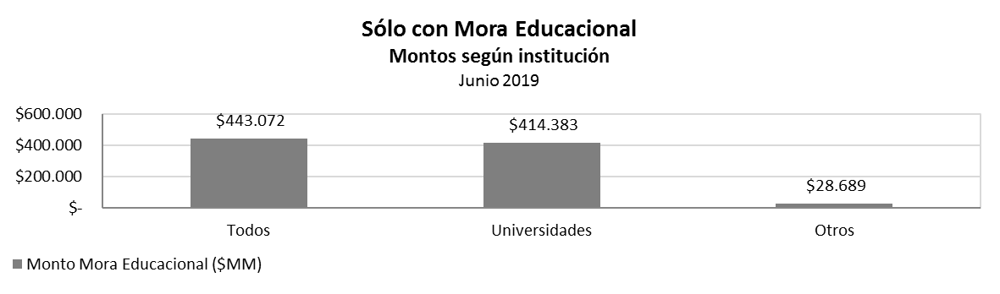 Sólo con Mora Educacional
Montos según institución
Junio 2019
$600.000
$400.000
$200.000
$-
$443.072
$414.383
$28.689
Todos
Universidades
Otros
Monto Mora Educacional ($MM)